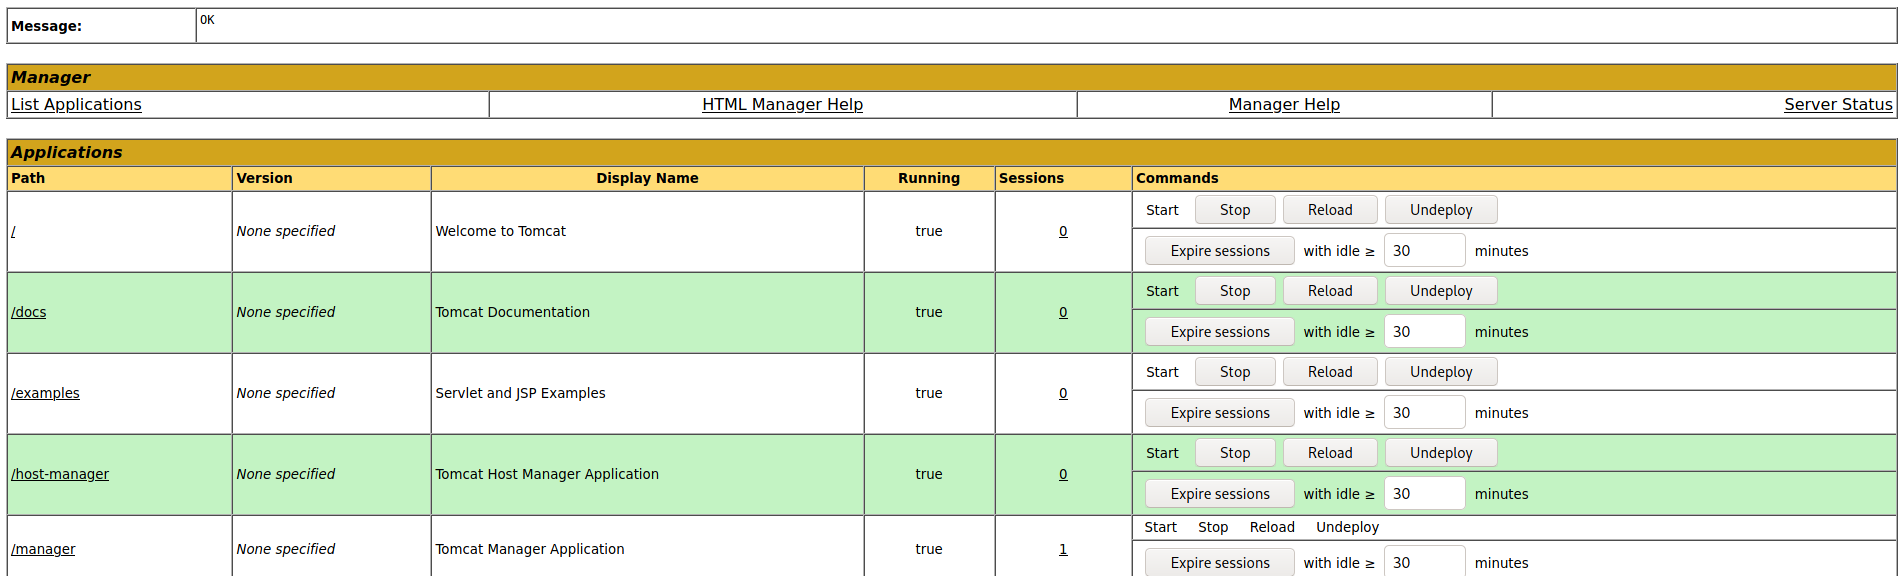 Message: OK
Manager
List Applications HTML Manager Help Manager Help Server Status
Applications
Path Version Display Name Running Sessions Commands
/ None specified Welcome to Tomcat true 0 Start Stop Reload Undeploy
Expire sessions with idle ≥ 30 minutes
/docs None specified Tomcat Documentation true 0 Start Stop Reload Undeploy
Expire sessions with idle ≥ 30 minutes
/examples None specified Servlet and JSP Examples true 0 Start Stop Reload Undeploy
Expire sessions with idle ≥ 30 minutes
/host-manager None specified Tomcat Host Manager Application true 0 Start Stop Reload Undeploy
Expire sessions with idle ≥ 30 minutes
/manager None specified Tomcat Manager Application true 1 Start Stop Reload Undeploy
Expire sessions with idle ≥ 30 minutes